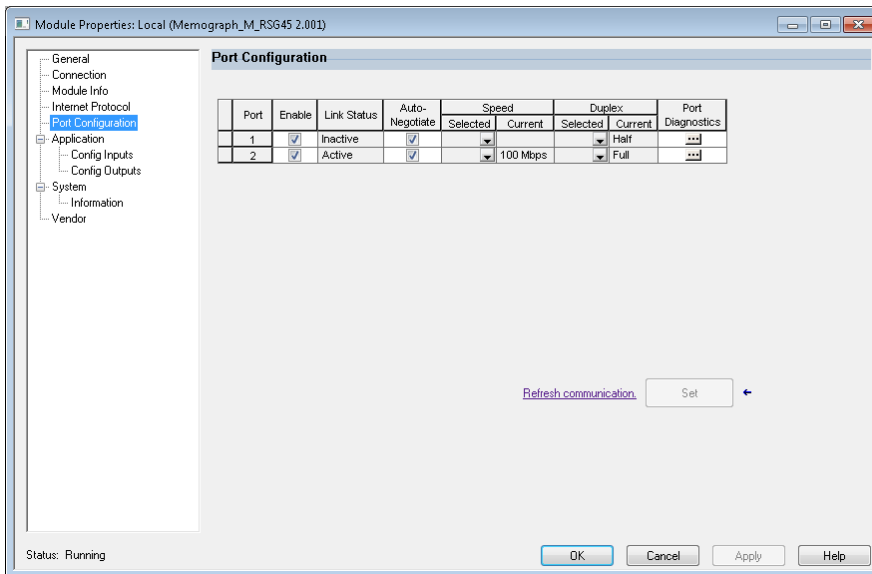 Module Properties: Local (Memograph_M_RSG45 2.001)
General
Connection
Module Info
Internet Protocol
Port Configuration
Application
Config Inputs
Config Outputs
System
Information
Vendor
Port Configuration
Port Enable Link Status Auto-Negotiate Speed Duplex Port Diagnostics
Selected Current Selected Current
1 Inactive Half ...
2 Active 100 Mbps Full ...
Refresh communication. Set
Status: Running OK Cancel Apply Help